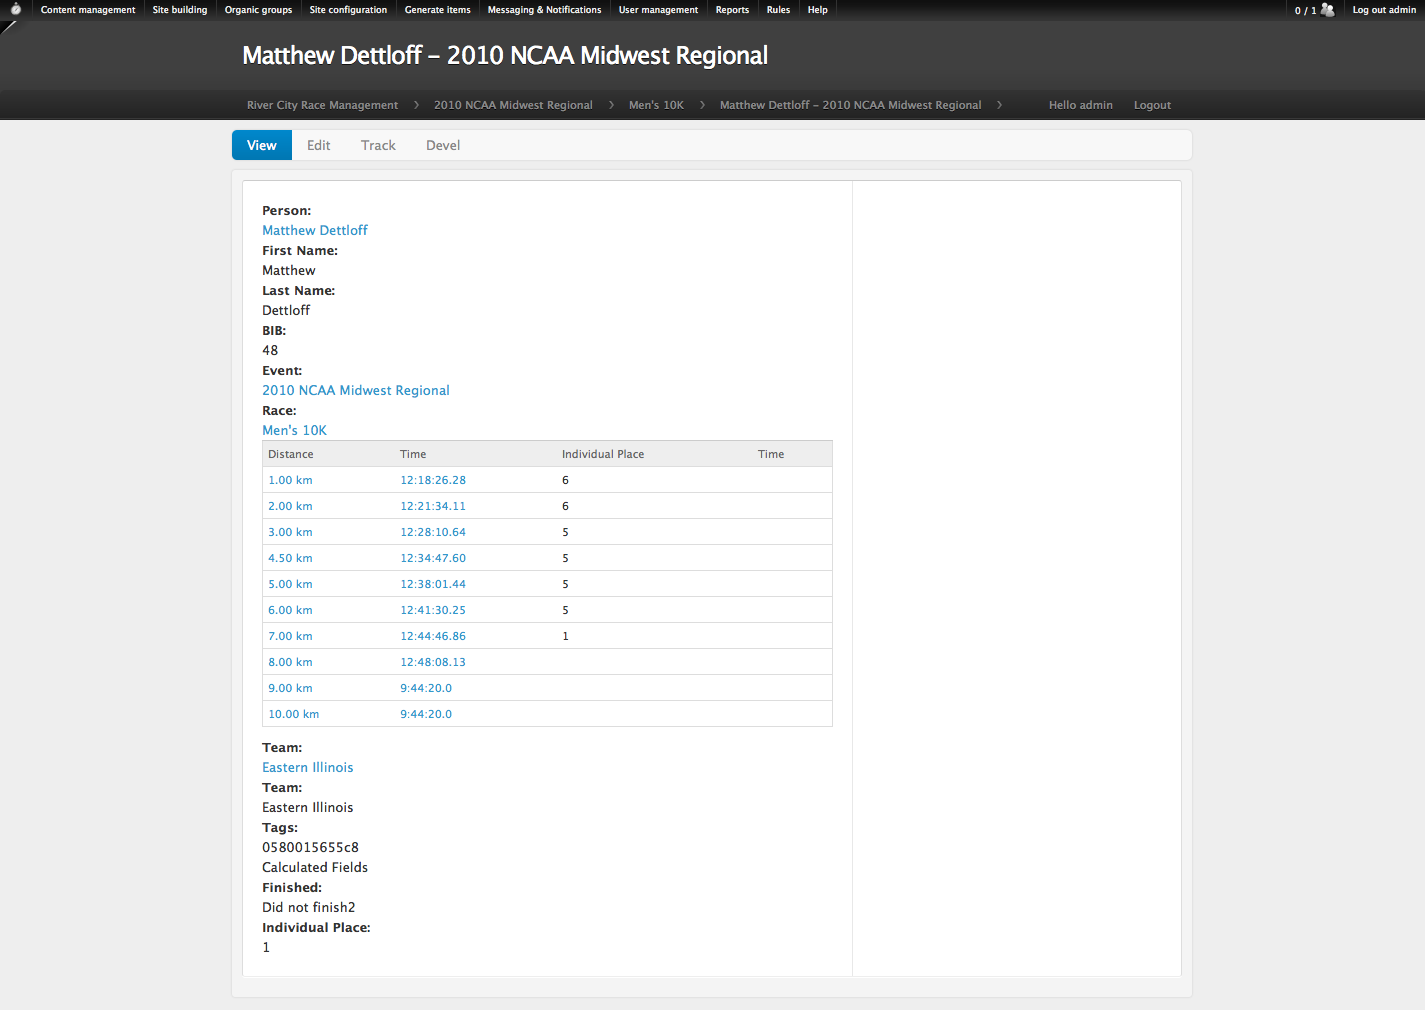 Content management Site building Organic groups Site configuration Generate items Messaging & Notifications User management Reports Rules Help 0 / 1 Log out admin
Matthew Dettloff – 2010 NCAA Midwest Regional
River City Race Management > 2010 NCAA Midwest Regional > Men's 10K > Matthew Dettloff – 2010 NCAA Midwest Regional > Hello admin Logout
View Edit Track Devel
Person:
Matthew Dettloff
First Name:
Matthew
Last Name:
Dettloff
BIB:
48
Event:
2010 NCAA Midwest Regional
Race:
Men's 10K
Distance Time Individual Place Time
1.00 km 12:18:26.28 6
2.00 km 12:21:34.11 6
3.00 km 12:28:10.64 5
4.50 km 12:34:47.60 5
5.00 km 12:38:01.44 5
6.00 km 12:41:30.25 5
7.00 km 12:44:46.86 1
8.00 km 12:48:08.13
9.00 km 9:44:20.0
10.00 km 9:44:20.0
Team:
Eastern Illinois
Team:
Eastern Illinois
Tags:
0580015655c8
Calculated Fields
Finished:
Did not finish2
Individual Place:
1